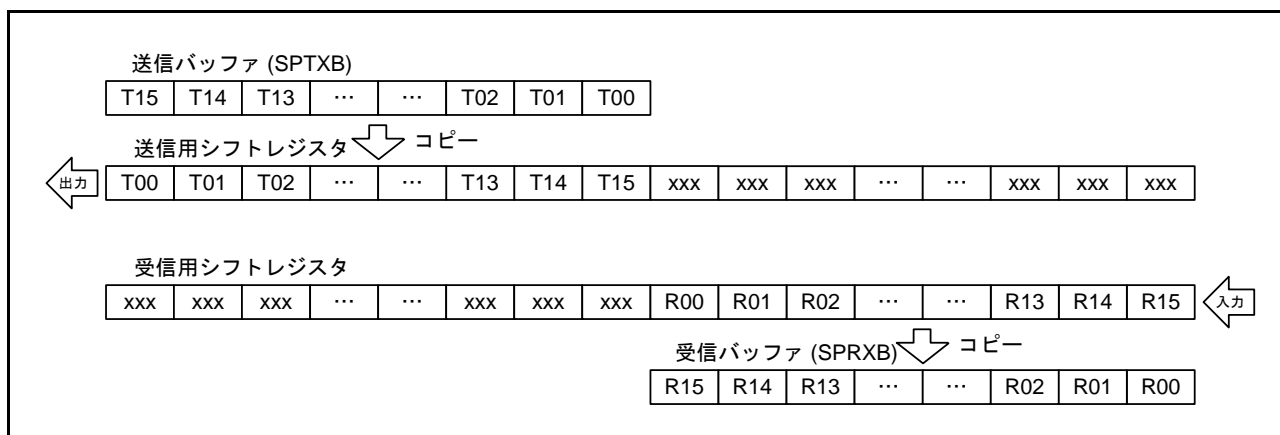 送信バッファ (SPTXB)
T15 T14 T13 … … T02 T01 T00
コピー
送信用シフトレジスタ
出力 T00 T01 T02 … … T13 T14 T15 xxx xxx xxx … … xxx xxx xxx
受信用シフトレジスタ
xxx xxx xxx … … xxx xxx xxx R00 R01 R02 … … R13 R14 R15 入力
コピー
受信バッファ (SPRXB)
R15 R14 R13 … … R02 R01 R00